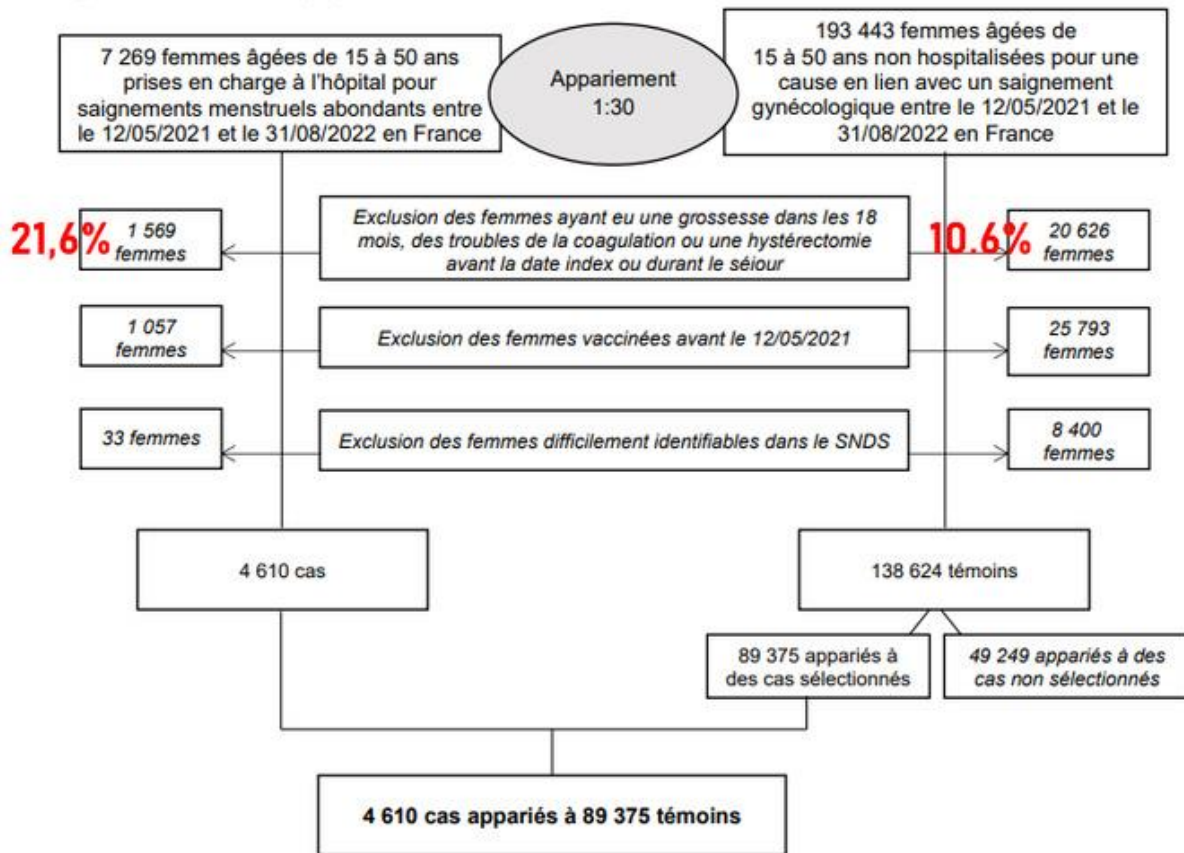 7 269 femmes âgées de 15 à 50 ans
prises en charge à l'hôpital pour
saignements menstruels abondants entre
le 12/05/2021 et le 31/08/2022 en France
Appariement
1:30
193 443 femmes âgées de
15 à 50 ans non hospitalisées pour une
cause en lien avec un saignement
gynécologique entre le 12/05/2021 et le
31/08/2022 en France
21,6%
1 569
femmes
Exclusion des femmes ayant eu une grossesse dans les 18
mois, des troubles de la coagulation ou une hystérectomie
avant la date index ou durant le séjour
10.6%
20 626
femmes
1 057
femmes
Exclusion des femmes vaccinées avant le 12/05/2021
25 793
femmes
33 femmes
Exclusion des femmes difficilement identifiables dans le SNDS
8 400
femmes
4 610 cas
138 624 témoins
89 375 appariés à
des cas sélectionnés
49 249 appariés à des
cas non sélectionnés
4 610 cas appariés à 89 375 témoins